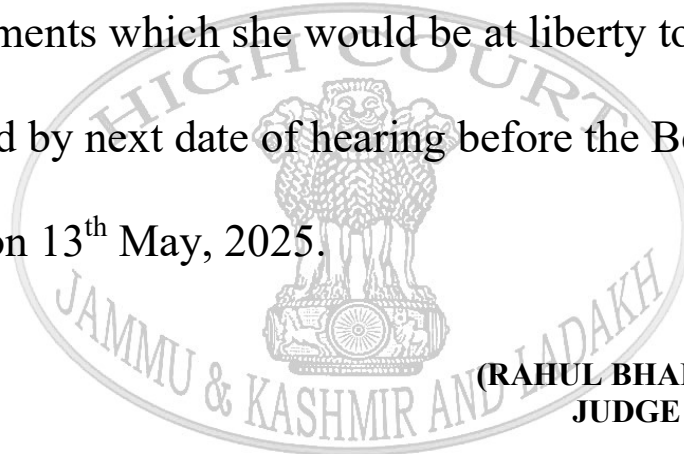 ments which she would be at liberty to
d by next date of hearing before the Be
on 13th May, 2025.
(RAHUL BHA
JUDGE
HIGH COURT
JAMMU & KASHMIR AND LADAKH